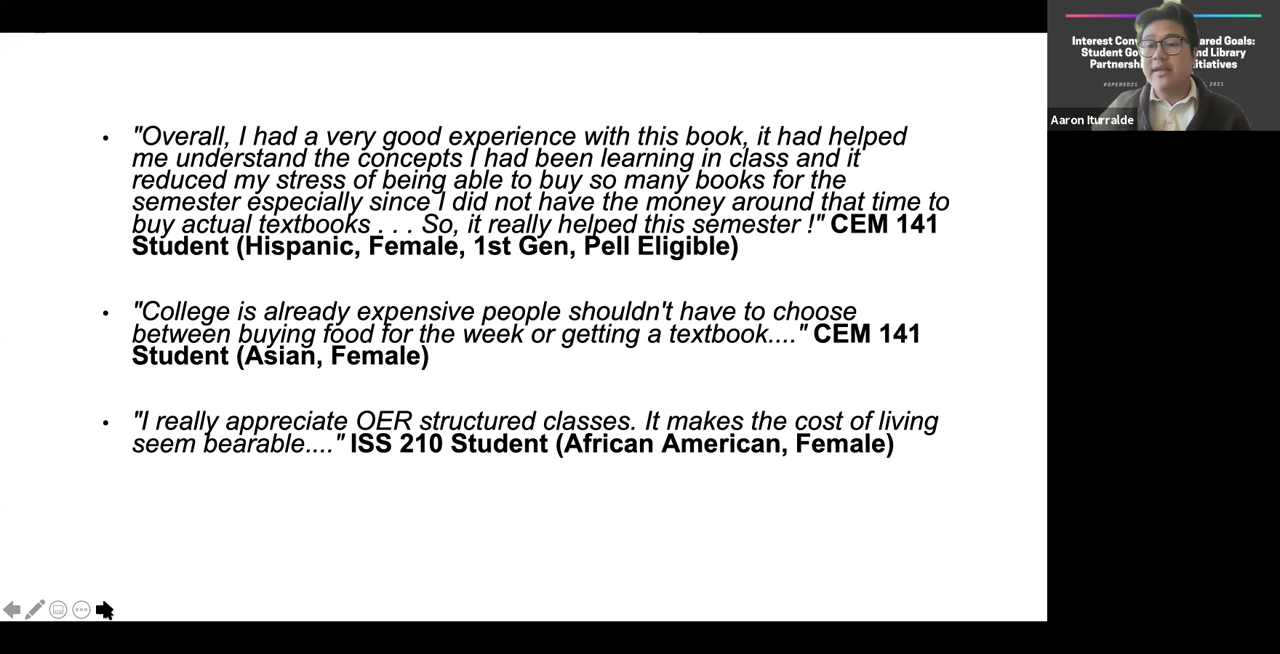 • "Overall, I had a very good experience with this book, it had helped
me understand the concepts I had been learning in class and it
reduced my stress of being able to buy so many books for the
semester especially since I did not have the money around that time to
buy actual textbooks . . . So, it really helped this semester !" CEM 141
Student (Hispanic, Female, 1st Gen, Pell Eligible)
• "College is already expensive people shouldn't have to choose
between buying food for the week or getting a textbook...." CEM 141
Student (Asian, Female)
• "I really appreciate OER structured classes. It makes the cost of living
seem bearable...." ISS 210 Student (African American, Female)
Interest Goals:
Student Library
#OPENED21 2021
Aaron Iturralde